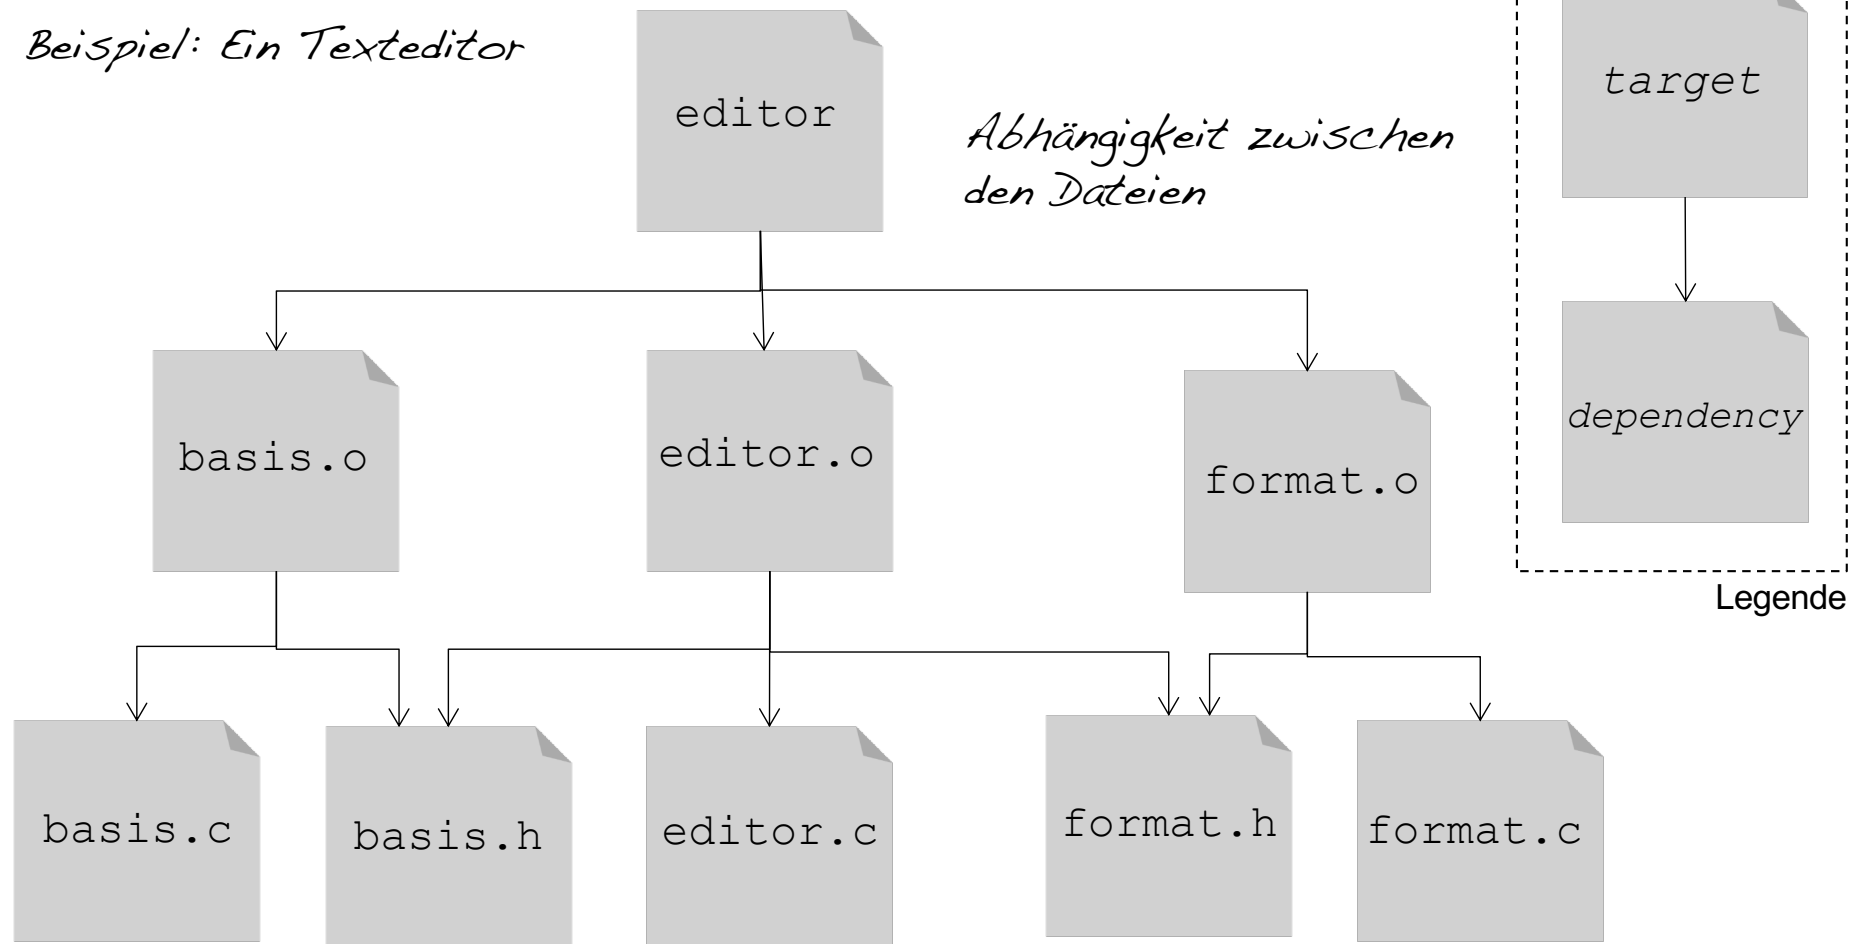 Beispiel: Ein Texteditor
editor
Abhängigkeit zwischen
den Dateien
target
dependency
Legende
basis.o
editor.o
format.o
basis.c
basis.h
editor.c
format.h
format.c